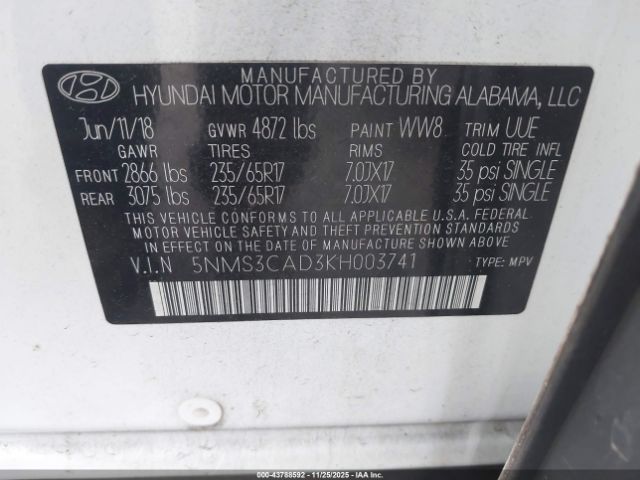 MANUFACTURED BY
HYUNDAI MOTOR MANUFACTURING ALABAMA, LLC
Jun/11/18 GVWR 4872 lbs PAINT WW8 TRIM UUE
GAWR TIRES RIMS COLD TIRE INFL
FRONT 2866 lbs 235/65R17 7.0JX17 35 psi SINGLE
REAR 3075 lbs 235/65R17 7.0JX17 35 psi SINGLE
THIS VEHICLE CONFORMS TO ALL APPLICABLE U.S.A. FEDERAL
MOTOR VEHICLE SAFETY, BUMPER, AND THEFT PREVENTION STANDARDS
IN EFFECT ON THE DATE OF MANUFACTURE SHOWN ABOVE.
V.I.N 5NMS3CAD3KH003741 TYPE: MPV
000-43788592 - 11/25/2025 - IAA Inc.